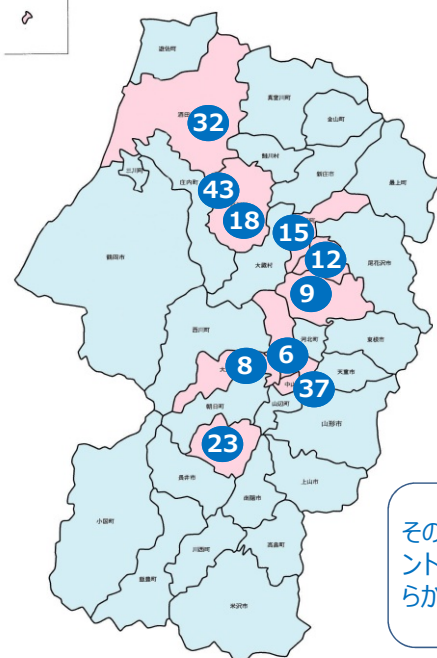 遊佐町
真室川町
金山町
酒田
32
鮭川村
最上町
三川町
庄内町
43
新庄市
18
15
鶴岡市
大蔵村
12
尾花沢市
9
西川町
河北町
東根市
6
8
大
天童市
中山
37
朝日町
山辺町
山形市
23
長井市
上山市
南陽市
小国町
高畠町
川西町
飯豊町
米沢市
その
ント
らか